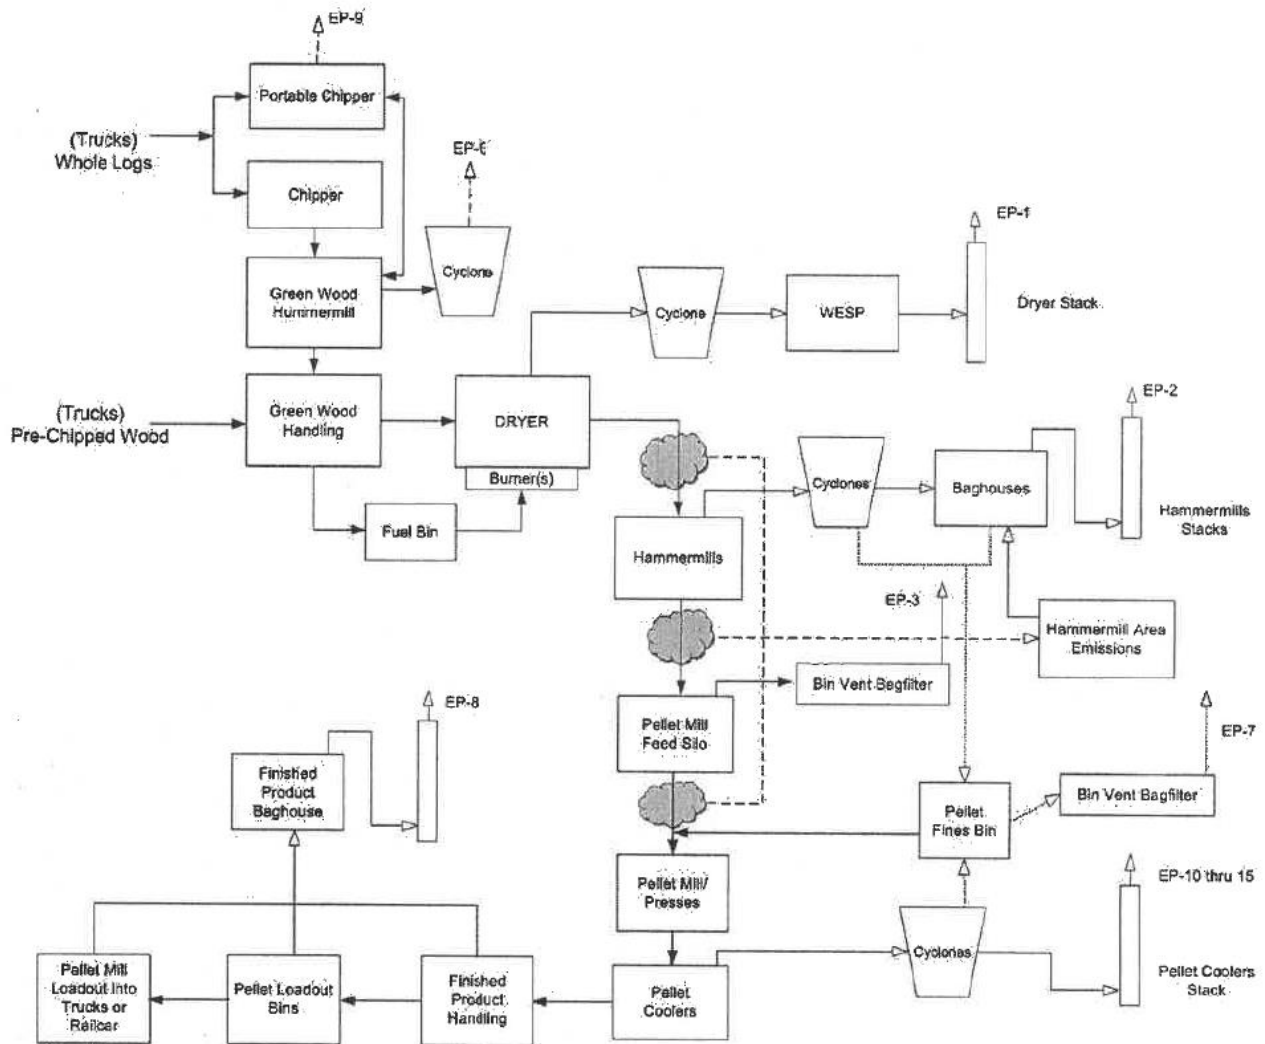 EP-9
Portable Chipper
(Trucks)
Whole Logs
EP-6
Chipper
EP-1
Green Wood
Hummermill
Cyclone
Cyclone
WESP
Dryer Stack
EP-2
(Trucks)
Pre-Chipped Wood
Green Wood
Handling
DRYER
Burner(s)
Cyclones
Baghouses
Fuel Bin
Hammermills
Hammermills
Stacks
EP-3
Hammermill Area
Emissions
Bin Vent Bagfilter
EP-8
Pellet Mill
Feed Silo
EP-7
Finished
Product
Baghouse
Pellet
Fines Bin
Bin Vent Bagfilter
Pellet Mill/
Presses
EP-10 thru 15
Cyclones
Pellet Mill
Loadout Into
Trucks or
Railcar
Pellet Loadout
Bins
Finished
Product
Handling
Pellet
Coolers
Pellet Coolers
Stack